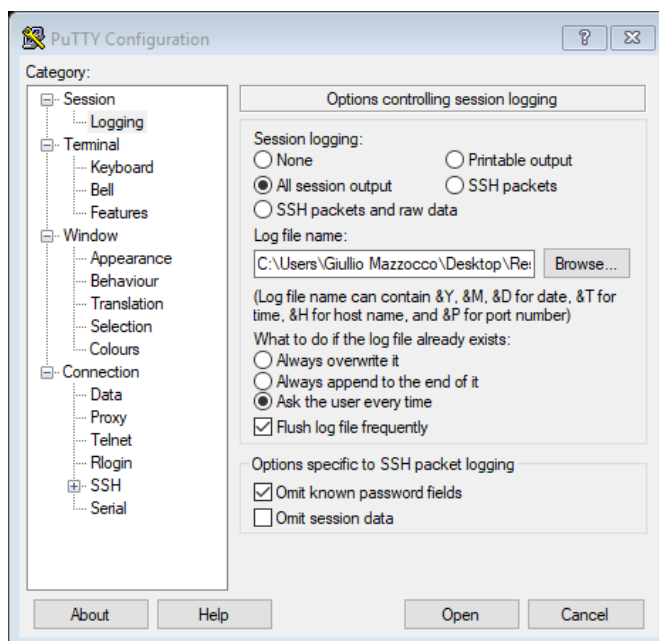 PuTTY Configuration
Category:
Session
Logging
Terminal
Keyboard
Bell
Features
Window
Appearance
Behaviour
Translation
Selection
Colours
Connection
Data
Proxy
Telnet
Rlogin
SSH
Serial
Options controlling session logging
Session logging:
None
Printable output
All session output
SSH packets
SSH packets and raw data
Log file name:
C:\Users\Giullio Mazzocco\Desktop\Re
Browse...
(Log file name can contain &Y, &M, &D for date, &T for
time, &H for host name, and &P for port number)
What to do if the log file already exists:
Always overwrite it
Always append to the end of it
Ask the user every time
Flush log file frequently
Options specific to SSH packet logging
Omit known password fields
Omit session data
About
Help
Open
Cancel